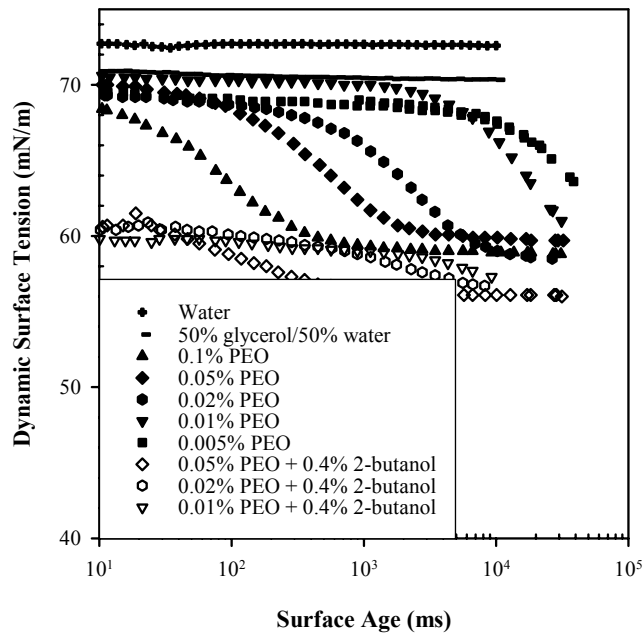 Dynamic Surface Tension (mN/m)
70
60
50
40
Water
50% glycerol/50% water
0.1% PEO
0.05% PEO
0.02% PEO
0.01% PEO
0.005% PEO
0.05% PEO + 0.4% 2-butanol
0.02% PEO + 0.4% 2-butanol
0.01% PEO + 0.4% 2-butanol
10¹ 10² 10³ 10⁴ 10⁵
Surface Age (ms)